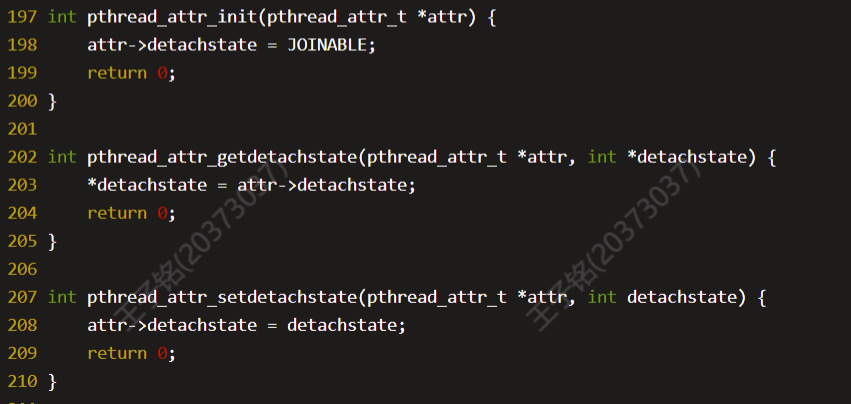 197 int pthread_attr_init(pthread_attr_t *attr) {
198     attr->detachstate = JOINABLE;
199     return 0;
200 }
201
202 int pthread_attr_getdetachstate(pthread_attr_t *attr, int *detachstate) {
203     *detachstate = attr->detachstate;
204     return 0;
205 }
206
207 int pthread_attr_setdetachstate(pthread_attr_t *attr, int detachstate) {
208     attr->detachstate = detachstate;
209     return 0;
210 }
王子铭(20373037)
王子铭(20373037)